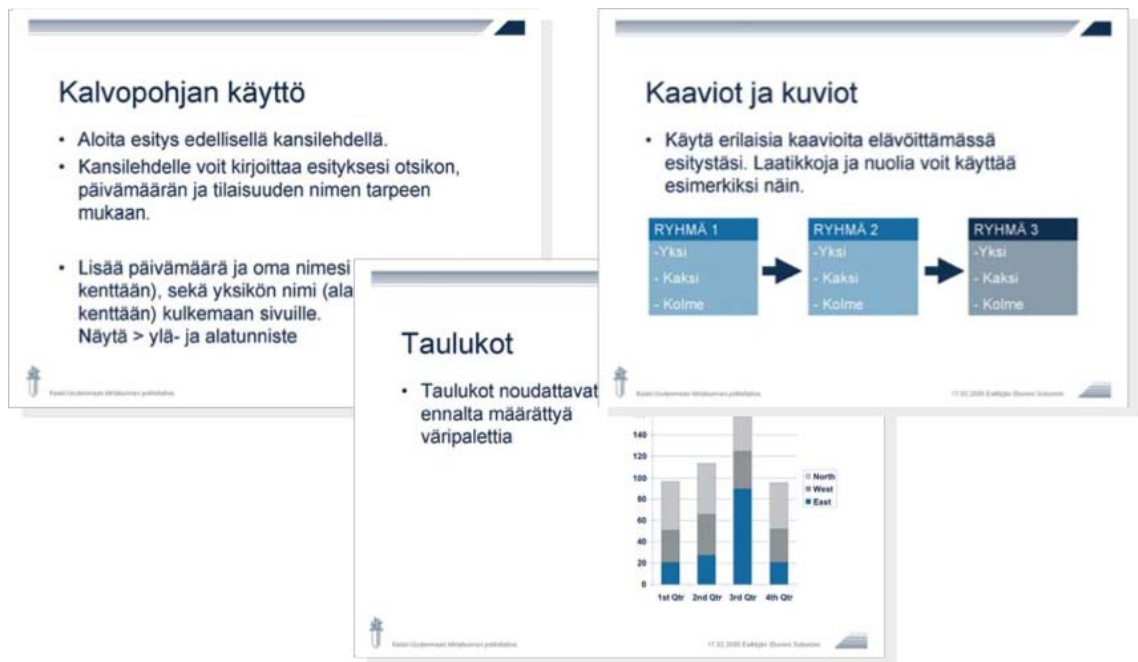 Kalvopohjan käyttö
• Aloita esitys edellisellä kansilehdellä.
• Kansilehdelle voit kirjoittaa esityksesi otsikon,
päivämäärän ja tilaisuuden nimen tarpeen
mukaan.
• Lisää päivämäärä ja oma nimesi
kenttään), sekä yksikön nimi (ala
kenttään) kulkemaan sivuille.
Näytä > ylä- ja alatunniste
Kaaviot ja kuviot
• Käytä erilaisia kaavioita elävöittämässä
esitystäsi. Laatikkoja ja nuolia voit käyttää
esimerkiksi näin.
RYHMÄ 1
-Yksi
- Kaksi
- Kolme
RYHMÄ 2
-Yksi
- Kaksi
- Kolme
RYHMÄ 3
-Yksi
- Kaksi
- Kolme
Taulukot
• Taulukot noudattavat
ennalta määrättyä
väripalettia
140
120
100
80
60
40
20
0
1st Qtr 2nd Qtr 3rd Qtr 4th Qtr
North
West
East